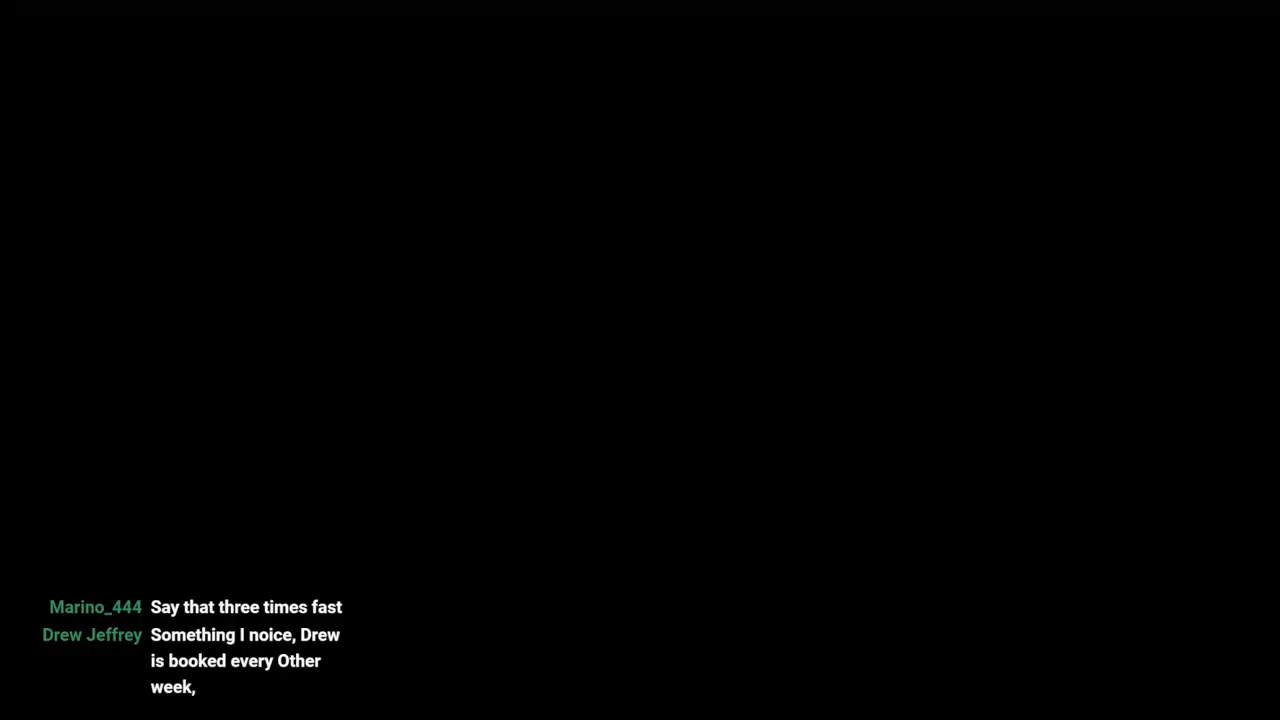 Marino_444 Say that three times fast
Drew Jeffrey Something I noice, Drew
is booked every Other
week,